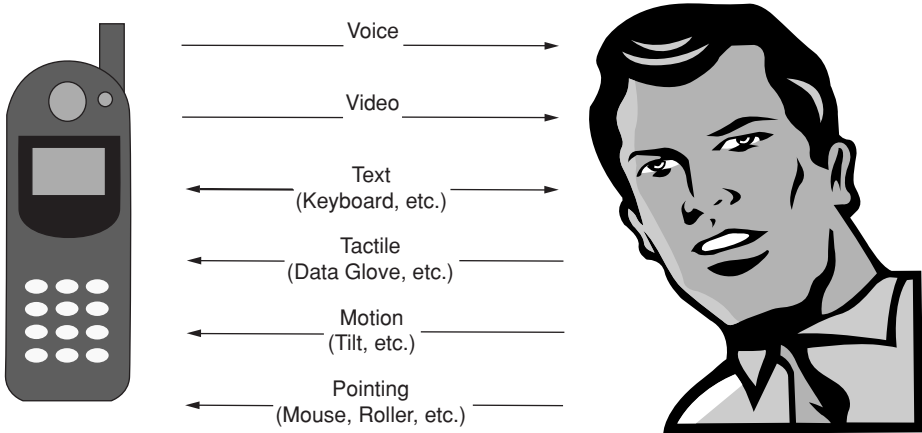 Voice
Video
Text
(Keyboard, etc.)
Tactile
(Data Glove, etc.)
Motion
(Tilt, etc.)
Pointing
(Mouse, Roller, etc.)